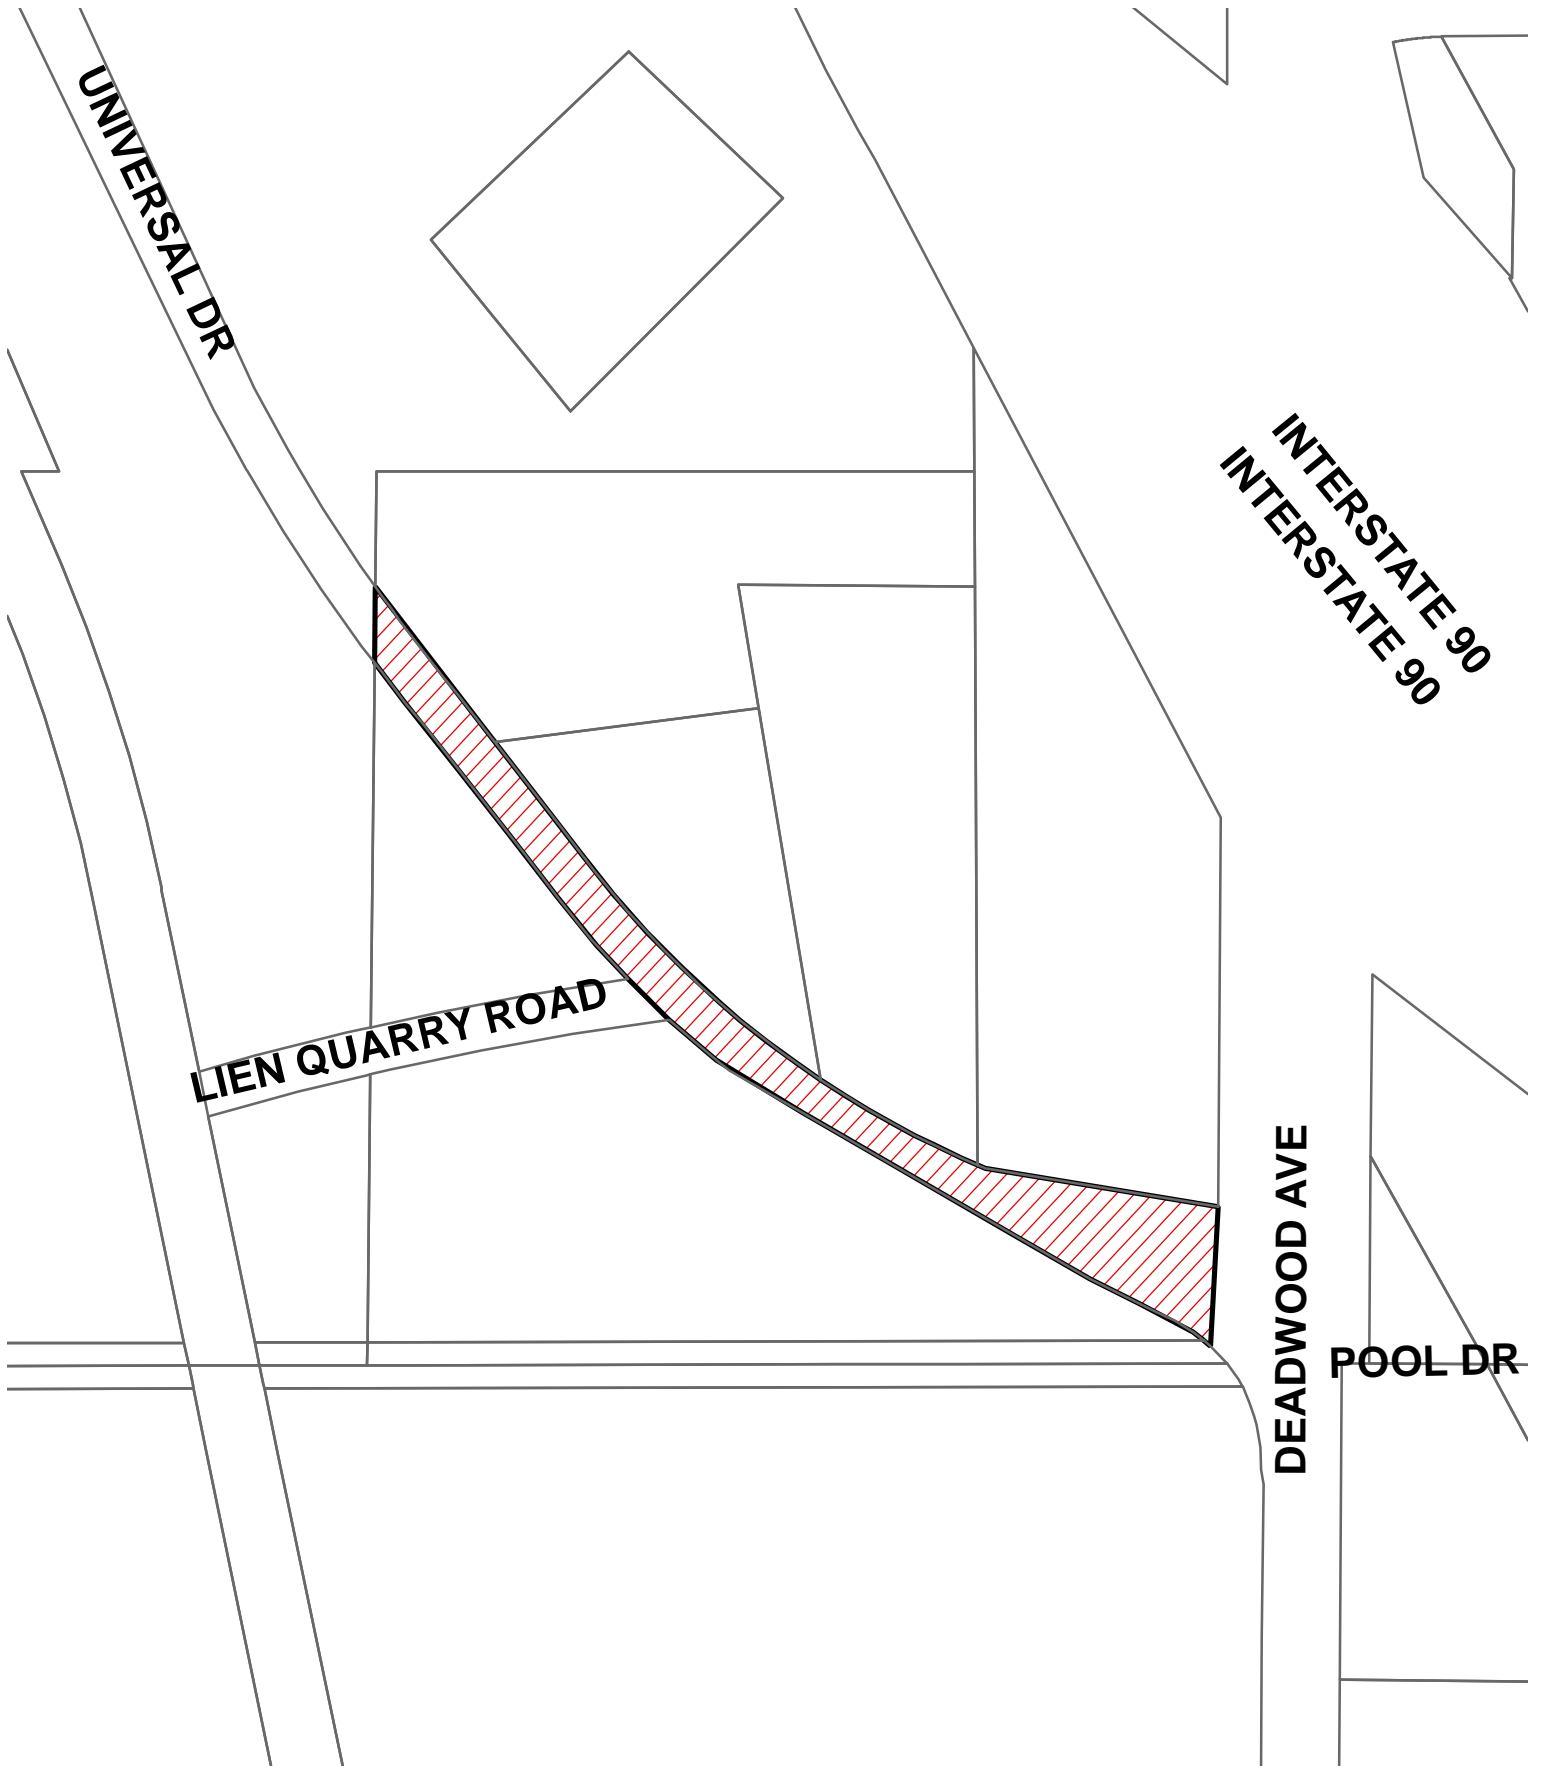 UNIVERSAL DR
INTERSTATE 90
INTERSTATE 90
LIEN QUARRY ROAD
DEADWOOD AVE
POOL DR